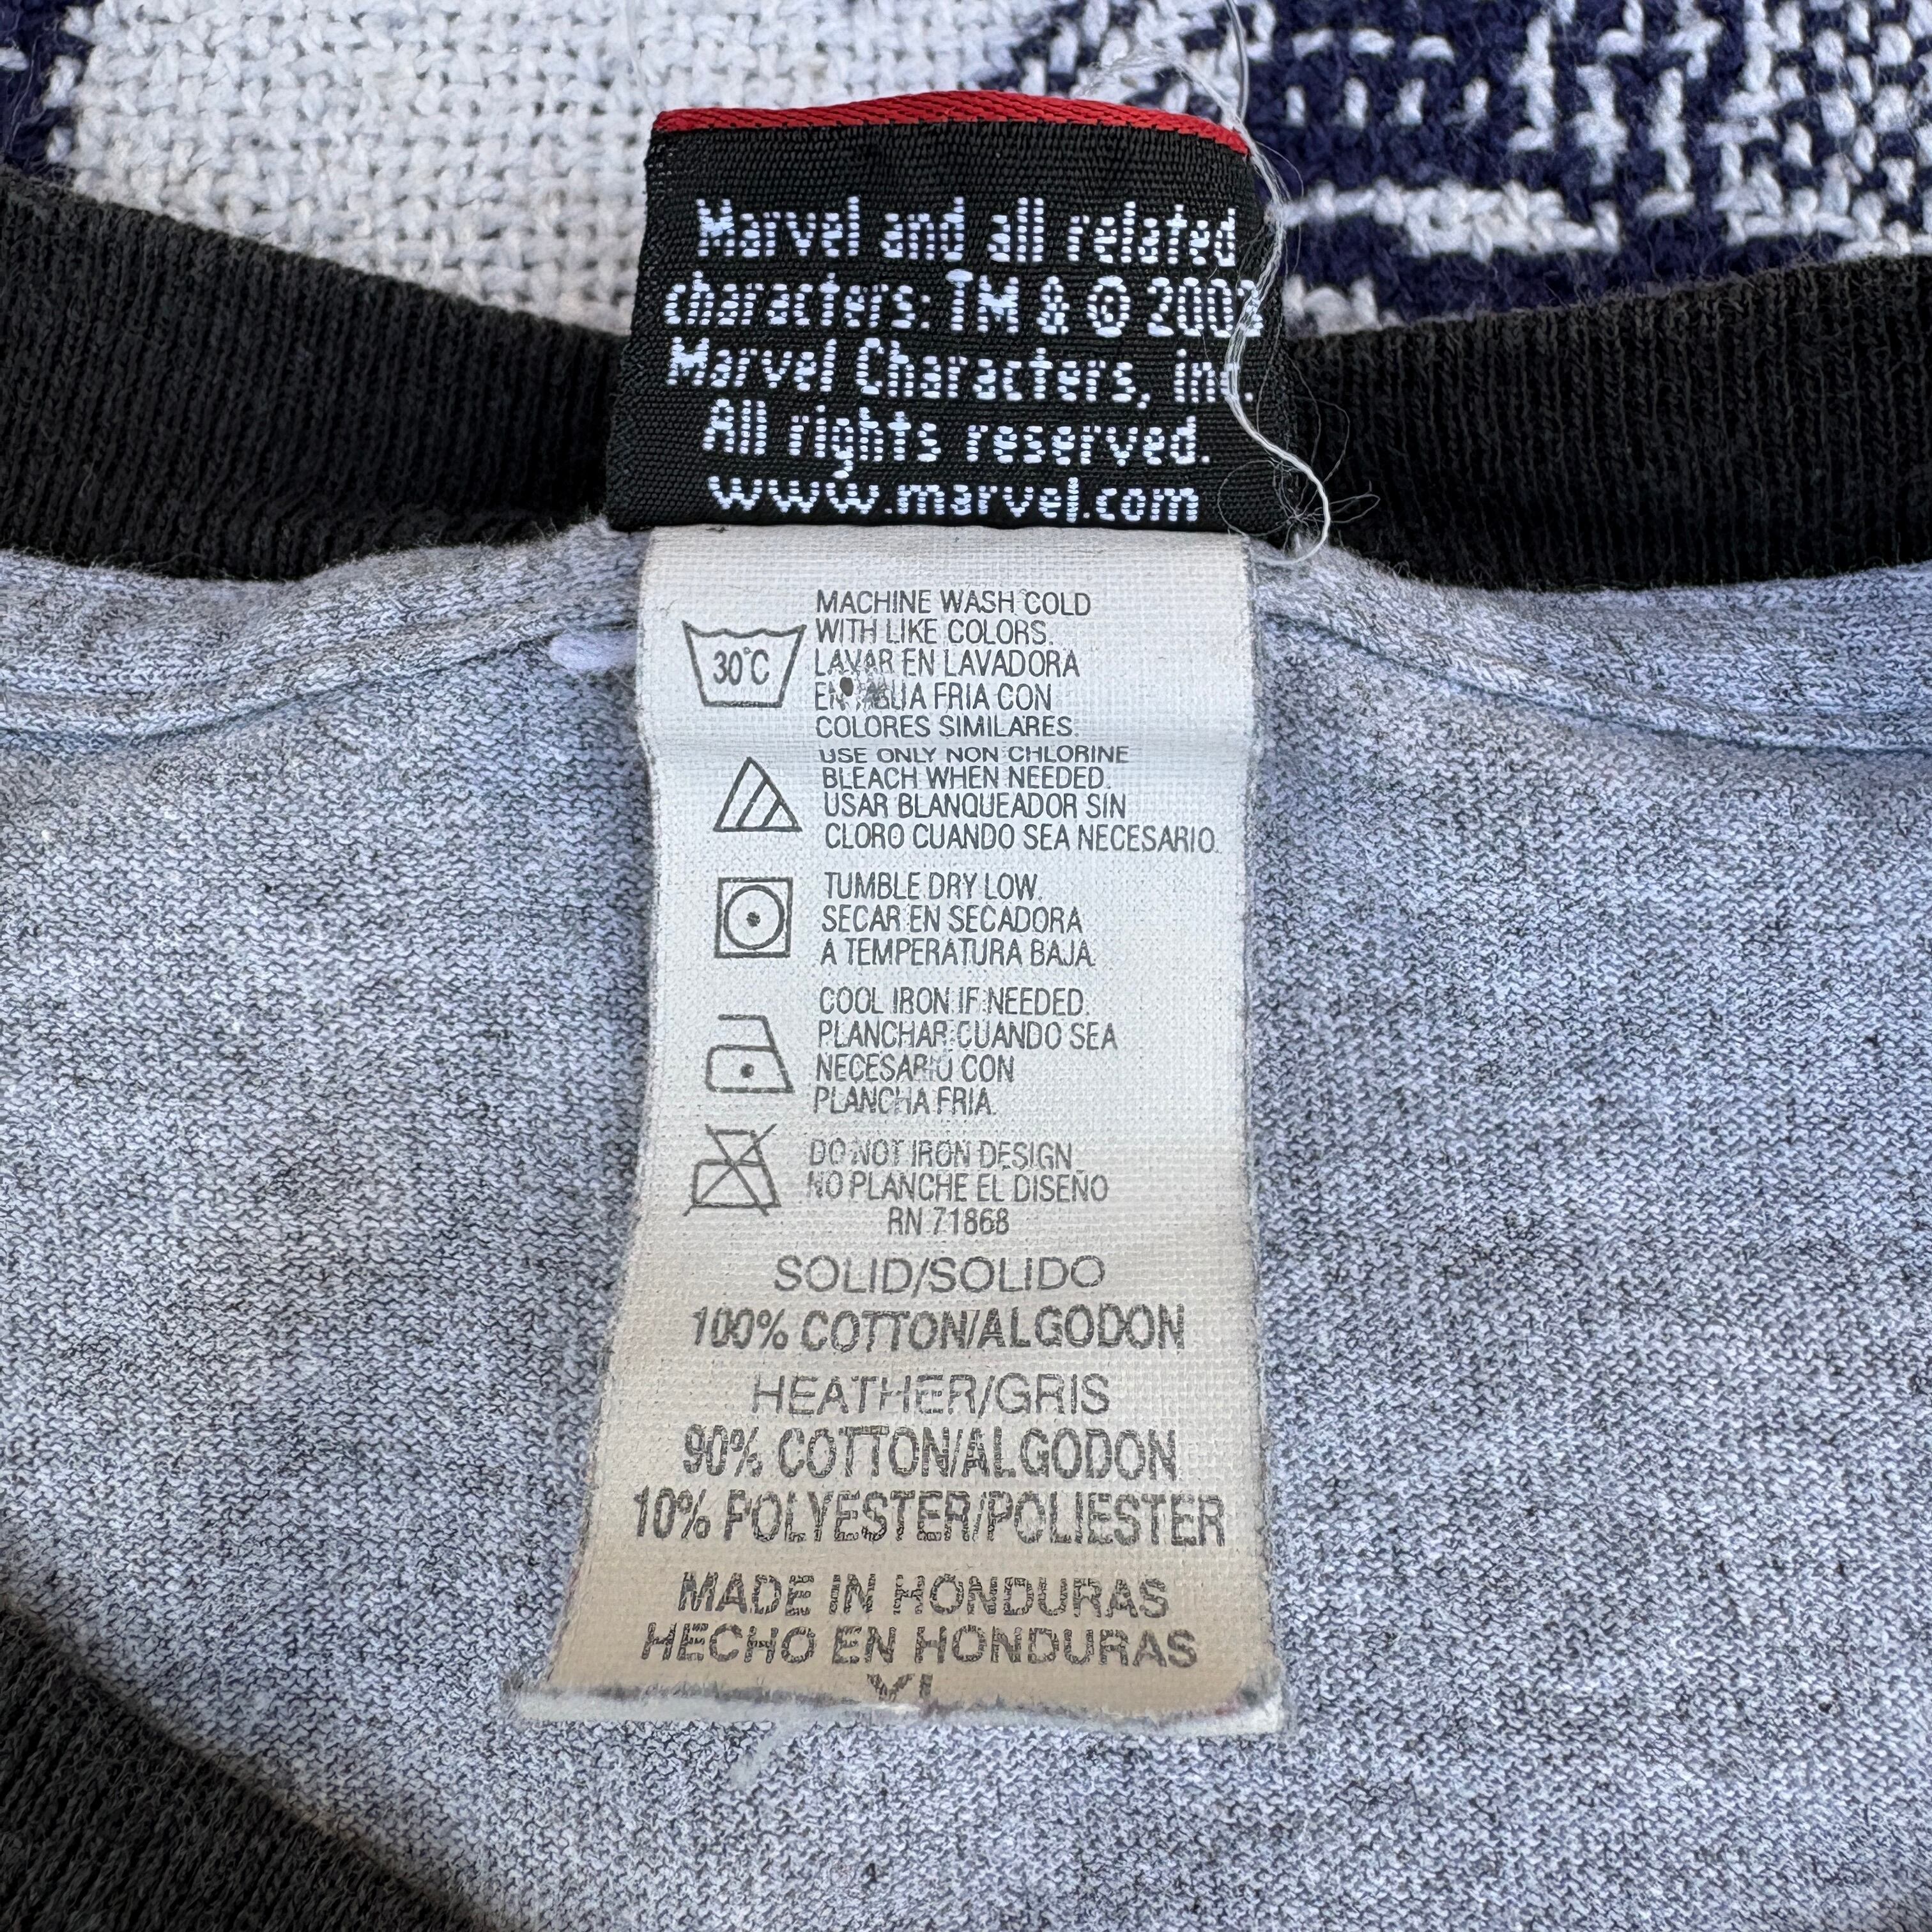 Marvel and all related
characters: TM & © 2002
Marvel Characters, inc.
All rights reserved.
www.marvel.com
30°C
MACHINE WASH COLD
WITH LIKE COLORS.
LAVAR EN LAVADORA
EN AGUA FRIA CON
COLORES SIMILARES.
USE ONLY NON CHLORINE
BLEACH WHEN NEEDED.
USAR BLANQUEADOR SIN
CLORO CUANDO SEA NECESARIO.
TUMBLE DRY LOW.
SECAR EN SECADORA
A TEMPERATURA BAJA.
COOL IRON IF NEEDED.
PLANCHAR CUANDO SEA
NECESARIO CON
PLANCHA FRIA.
DO NOT IRON DESIGN.
NO PLANCHE EL DISEÑO
RN 71868
SOLID/SOLIDO
100% COTTON/ALGODON
HEATHER/GRIS
90% COTTON/ALGODON
10% POLYESTER/POLIESTER
MADE IN HONDURAS
HECHO EN HONDURAS